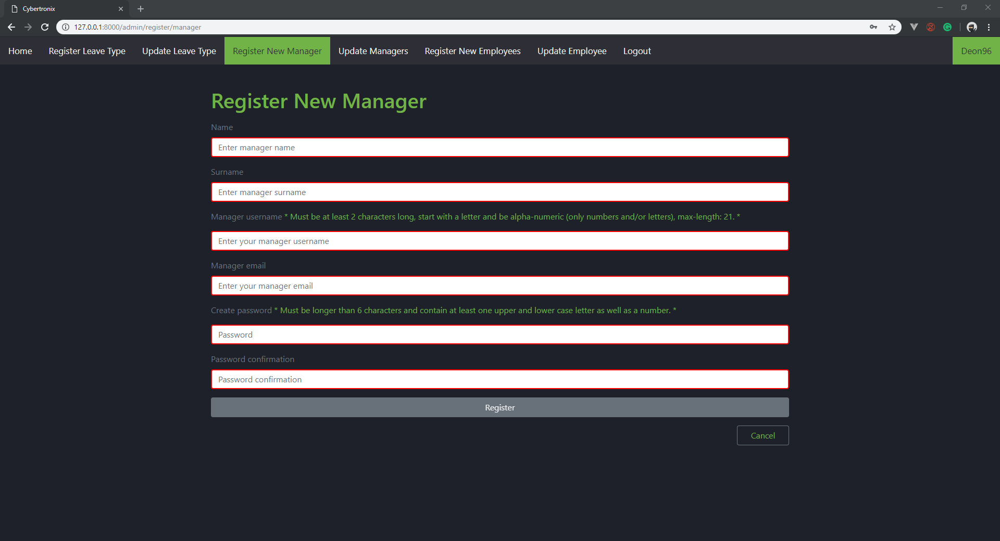 Cybertronix
127.0.0.1:8000/admin/register/manager
Home Register Leave Type Update Leave Type Register New Manager Update Managers Register New Employees Update Employee Logout Deon96
Register New Manager
Name
Enter manager name
Surname
Enter manager surname
Manager username * Must be at least 2 characters long, start with a letter and be alpha-numeric (only numbers and/or letters), max-length: 21. *
Enter your manager username
Manager email
Enter your manager email
Create password * Must be longer than 6 characters and contain at least one upper and lower case letter as well as a number. *
Password
Password confirmation
Password confirmation
Register
Cancel